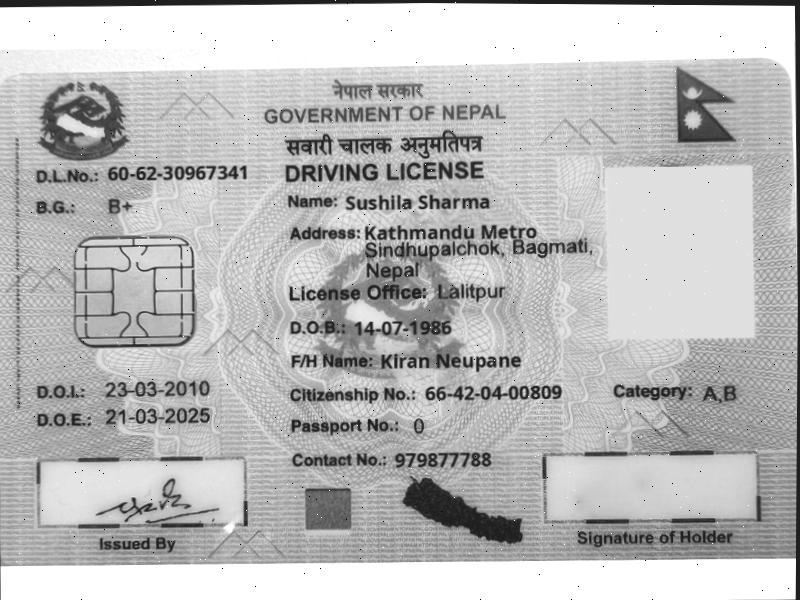 नेपाल सरकार
GOVERNMENT OF NEPAL
सवारी चालक अनुमतिपत्र
DRIVING LICENSE
D.L.No.: 60-62-30967341
B.G.: B+
Name: Sushila Sharma
Address: Kathmandu Metro
Sindhupalchok, Bagmati,
Nepal
License Office: Lalitpur
D.O.B.: 14-07-1986
F/H Name: Kiran Neupane
D.O.I.: 23-03-2010
Citizenship No.: 66-42-04-00809
Category: A,B
D.O.E.: 21-03-2025
Passport No.: 0
Contact No.: 979877788
Issued By
Signature of Holder